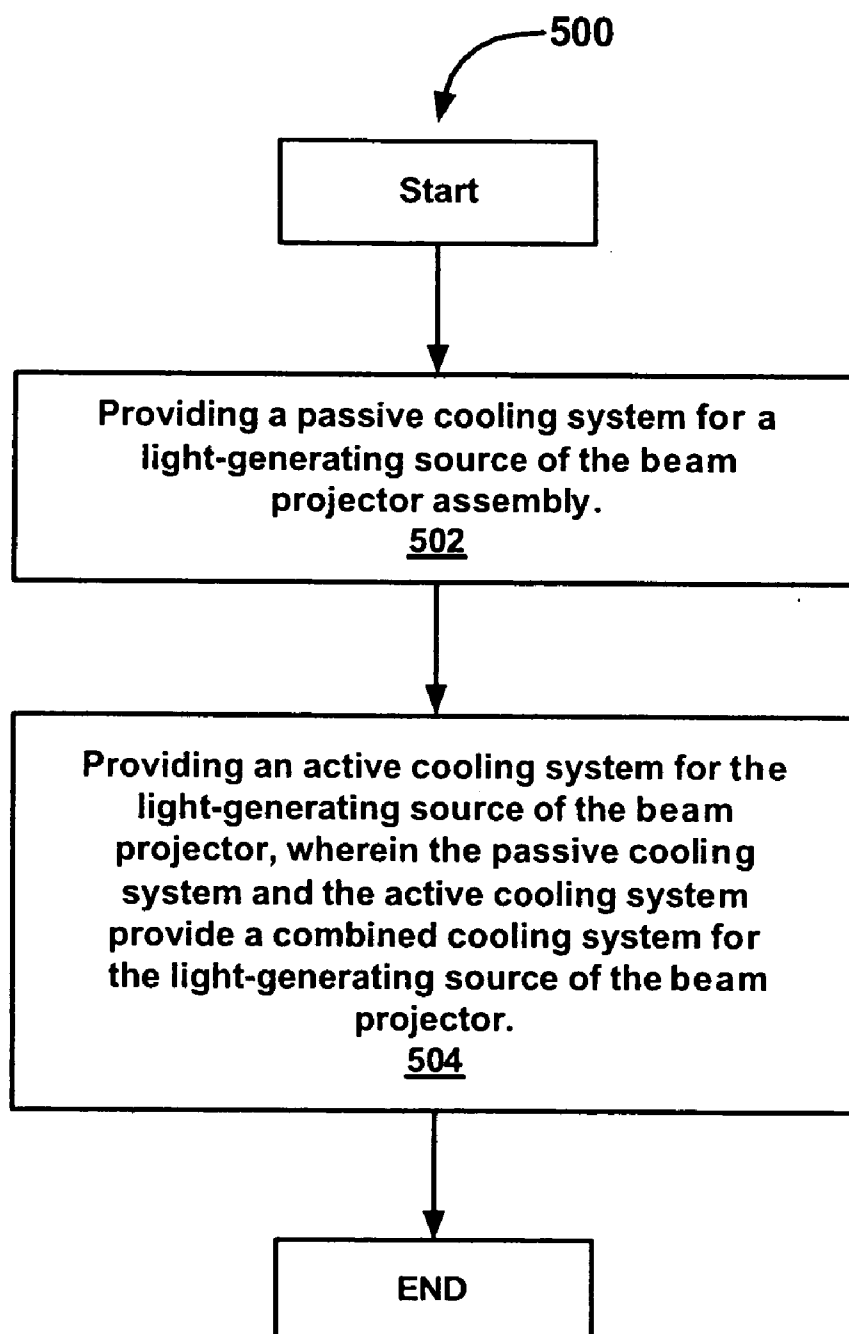 500
Start
Providing a passive cooling system for a
light-generating source of the beam
projector assembly.
502
Providing an active cooling system for the
light-generating source of the beam
projector, wherein the passive cooling
system and the active cooling system
provide a combined cooling system for
the light-generating source of the beam
projector.
504
END